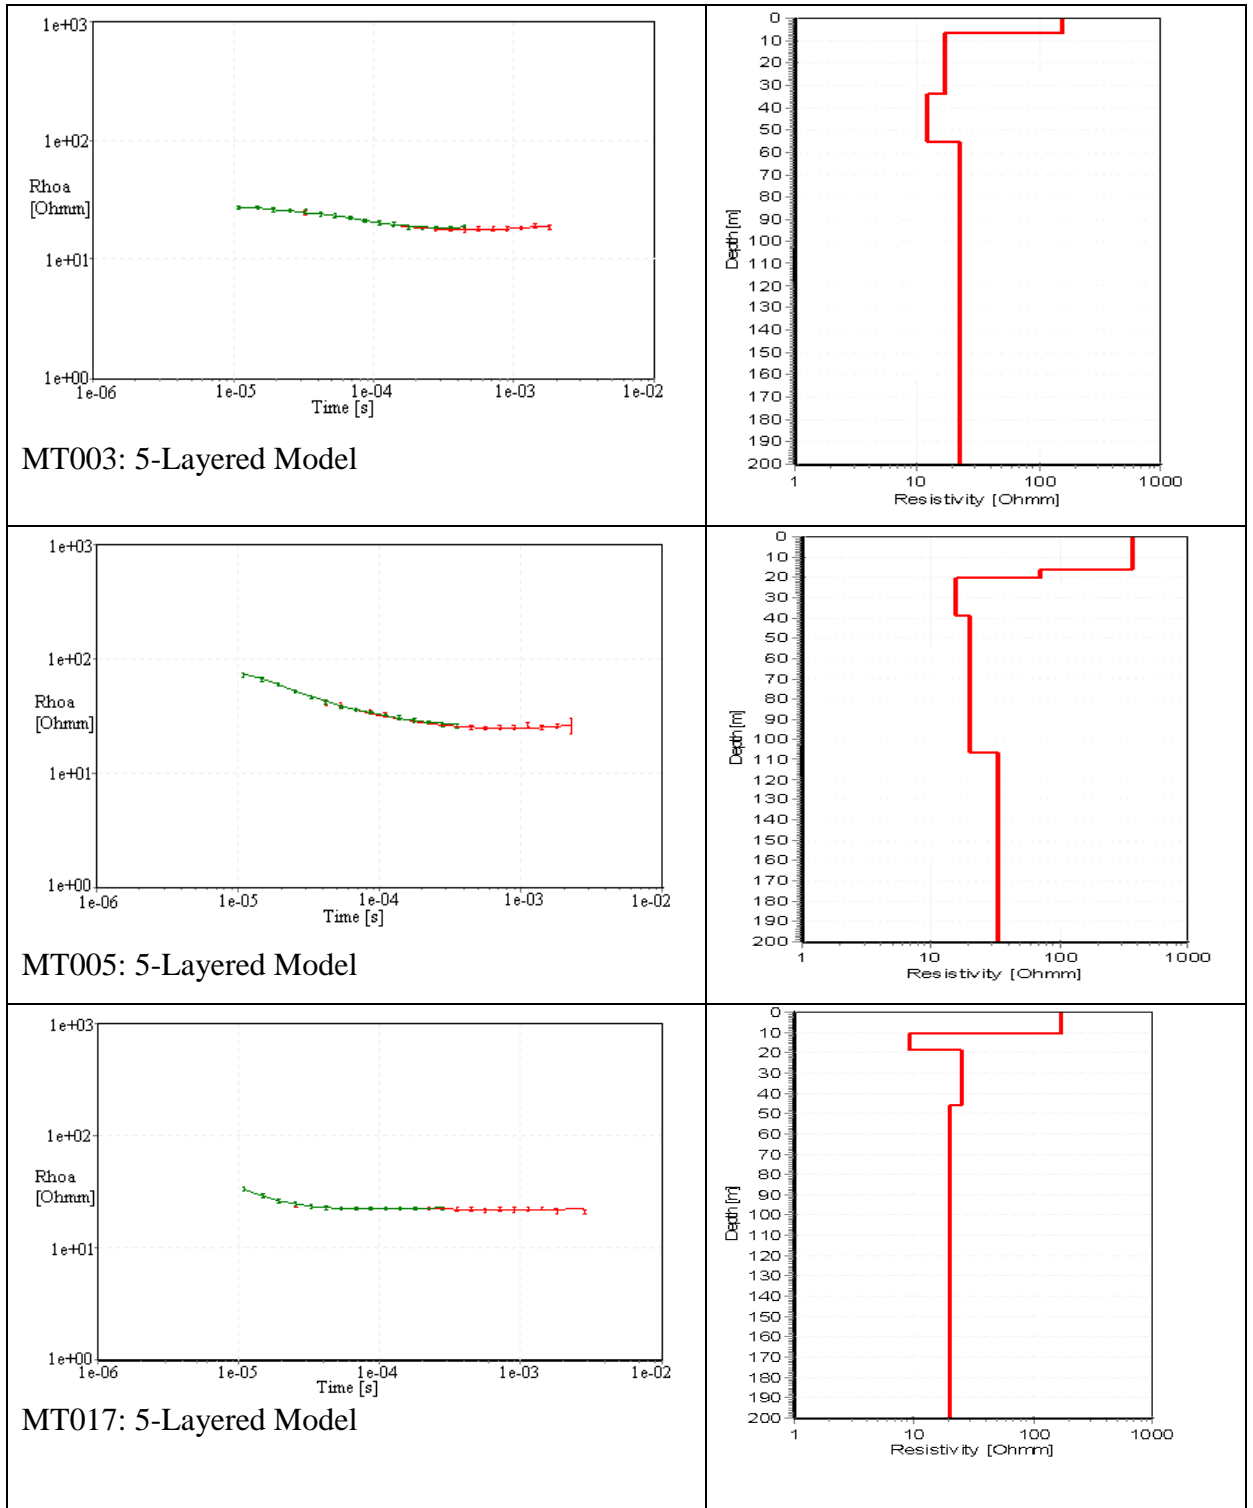 1e+03
1e+02
Rhoa
[Ohmm]
1e+01
1e+00
1e-06 1e-05 1e-04 1e-03 1e-02
Time [s]
MT003: 5-Layered Model
0
10
20
30
40
50
60
70
80
90
100
110
120
130
140
150
160
170
180
190
200
Depth [m]
1 10 100 1000
Resistivity [Ohmm]
1e+03
1e+02
Rhoa
[Ohmm]
1e+01
1e+00
1e-06 1e-05 1e-04 1e-03 1e-02
Time [s]
MT005: 5-Layered Model
0
10
20
30
40
50
60
70
80
90
100
110
120
130
140
150
160
170
180
190
200
Depth [m]
1 10 100 1000
Resistivity [Ohmm]
1e+03
1e+02
Rhoa
[Ohmm]
1e+01
1e+00
1e-06 1e-05 1e-04 1e-03 1e-02
Time [s]
MT017: 5-Layered Model
0
10
20
30
40
50
60
70
80
90
100
110
120
130
140
150
160
170
180
190
200
Depth [m]
1 10 100 1000
Resistivity [Ohmm]